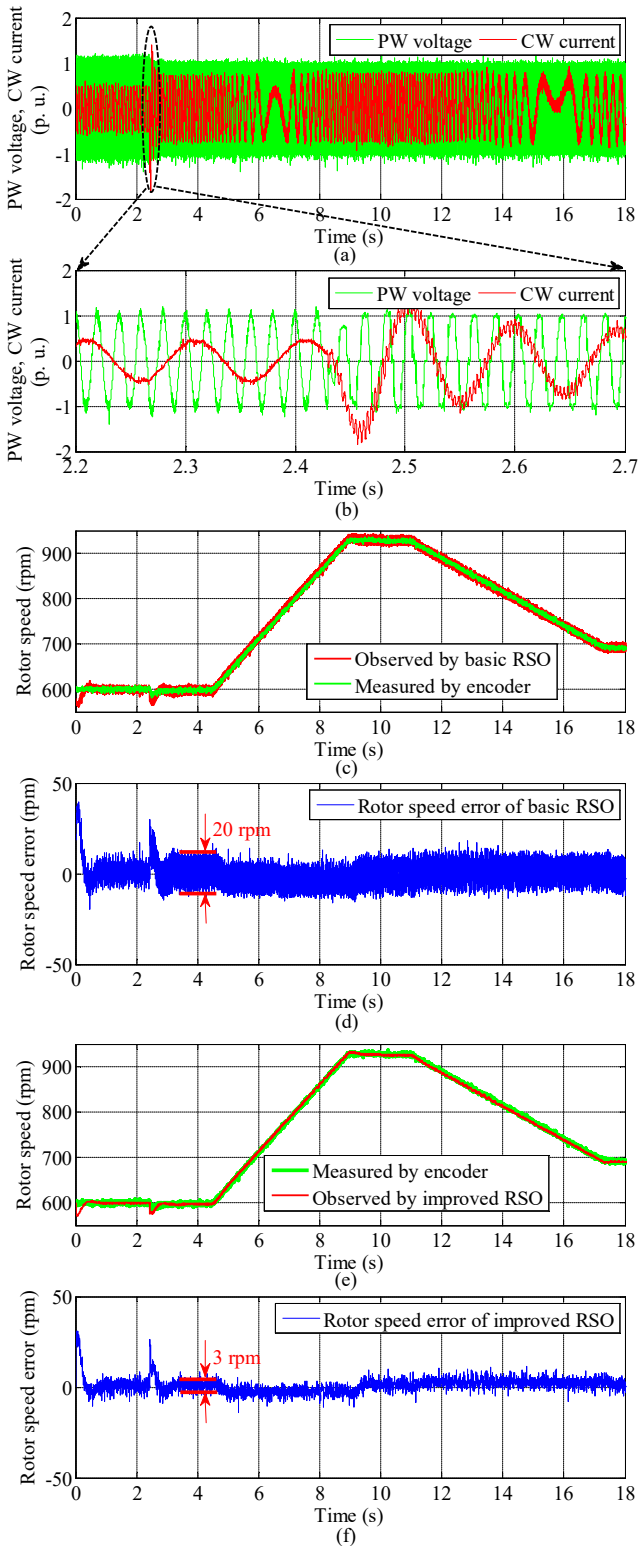 PW voltage, CW current
(p. u.)
2
1
0
-1
-2
PW voltage CW current
0 2 4 6 8 10 12 14 16 18
Time (s)
(a)
PW voltage, CW current
(p. u.)
2
1
0
-1
-2
PW voltage CW current
2.2 2.3 2.4 2.5 2.6 2.7
Time (s)
(b)
Rotor speed (rpm)
900
800
700
600
Observed by basic RSO
Measured by encoder
0 2 4 6 8 10 12 14 16 18
Time (s)
(c)
Rotor speed error (rpm)
50
0
-50
Rotor speed error of basic RSO
20 rpm
0 2 4 6 8 10 12 14 16 18
Time (s)
(d)
Rotor speed (rpm)
900
800
700
600
Measured by encoder
Observed by improved RSO
0 2 4 6 8 10 12 14 16 18
Time (s)
(e)
Rotor speed error (rpm)
50
0
-50
Rotor speed error of improved RSO
3 rpm
0 2 4 6 8 10 12 14 16 18
Time (s)
(f)